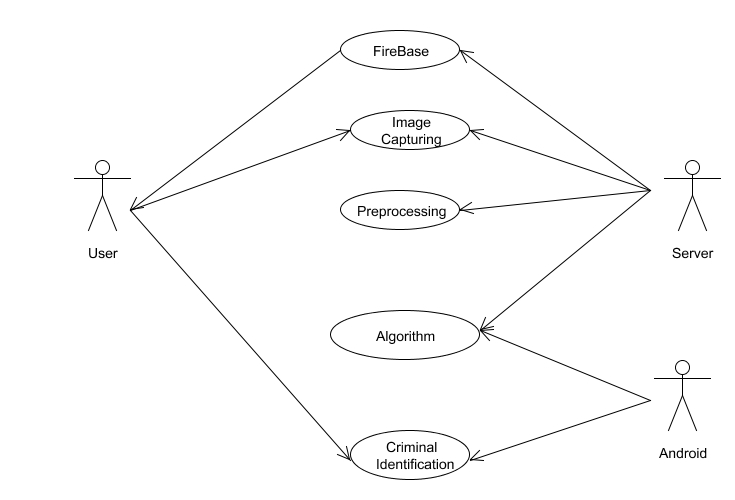 FireBase
Image
Capturing
Preprocessing
User
Server
Algorithm
Criminal
Identification
Android